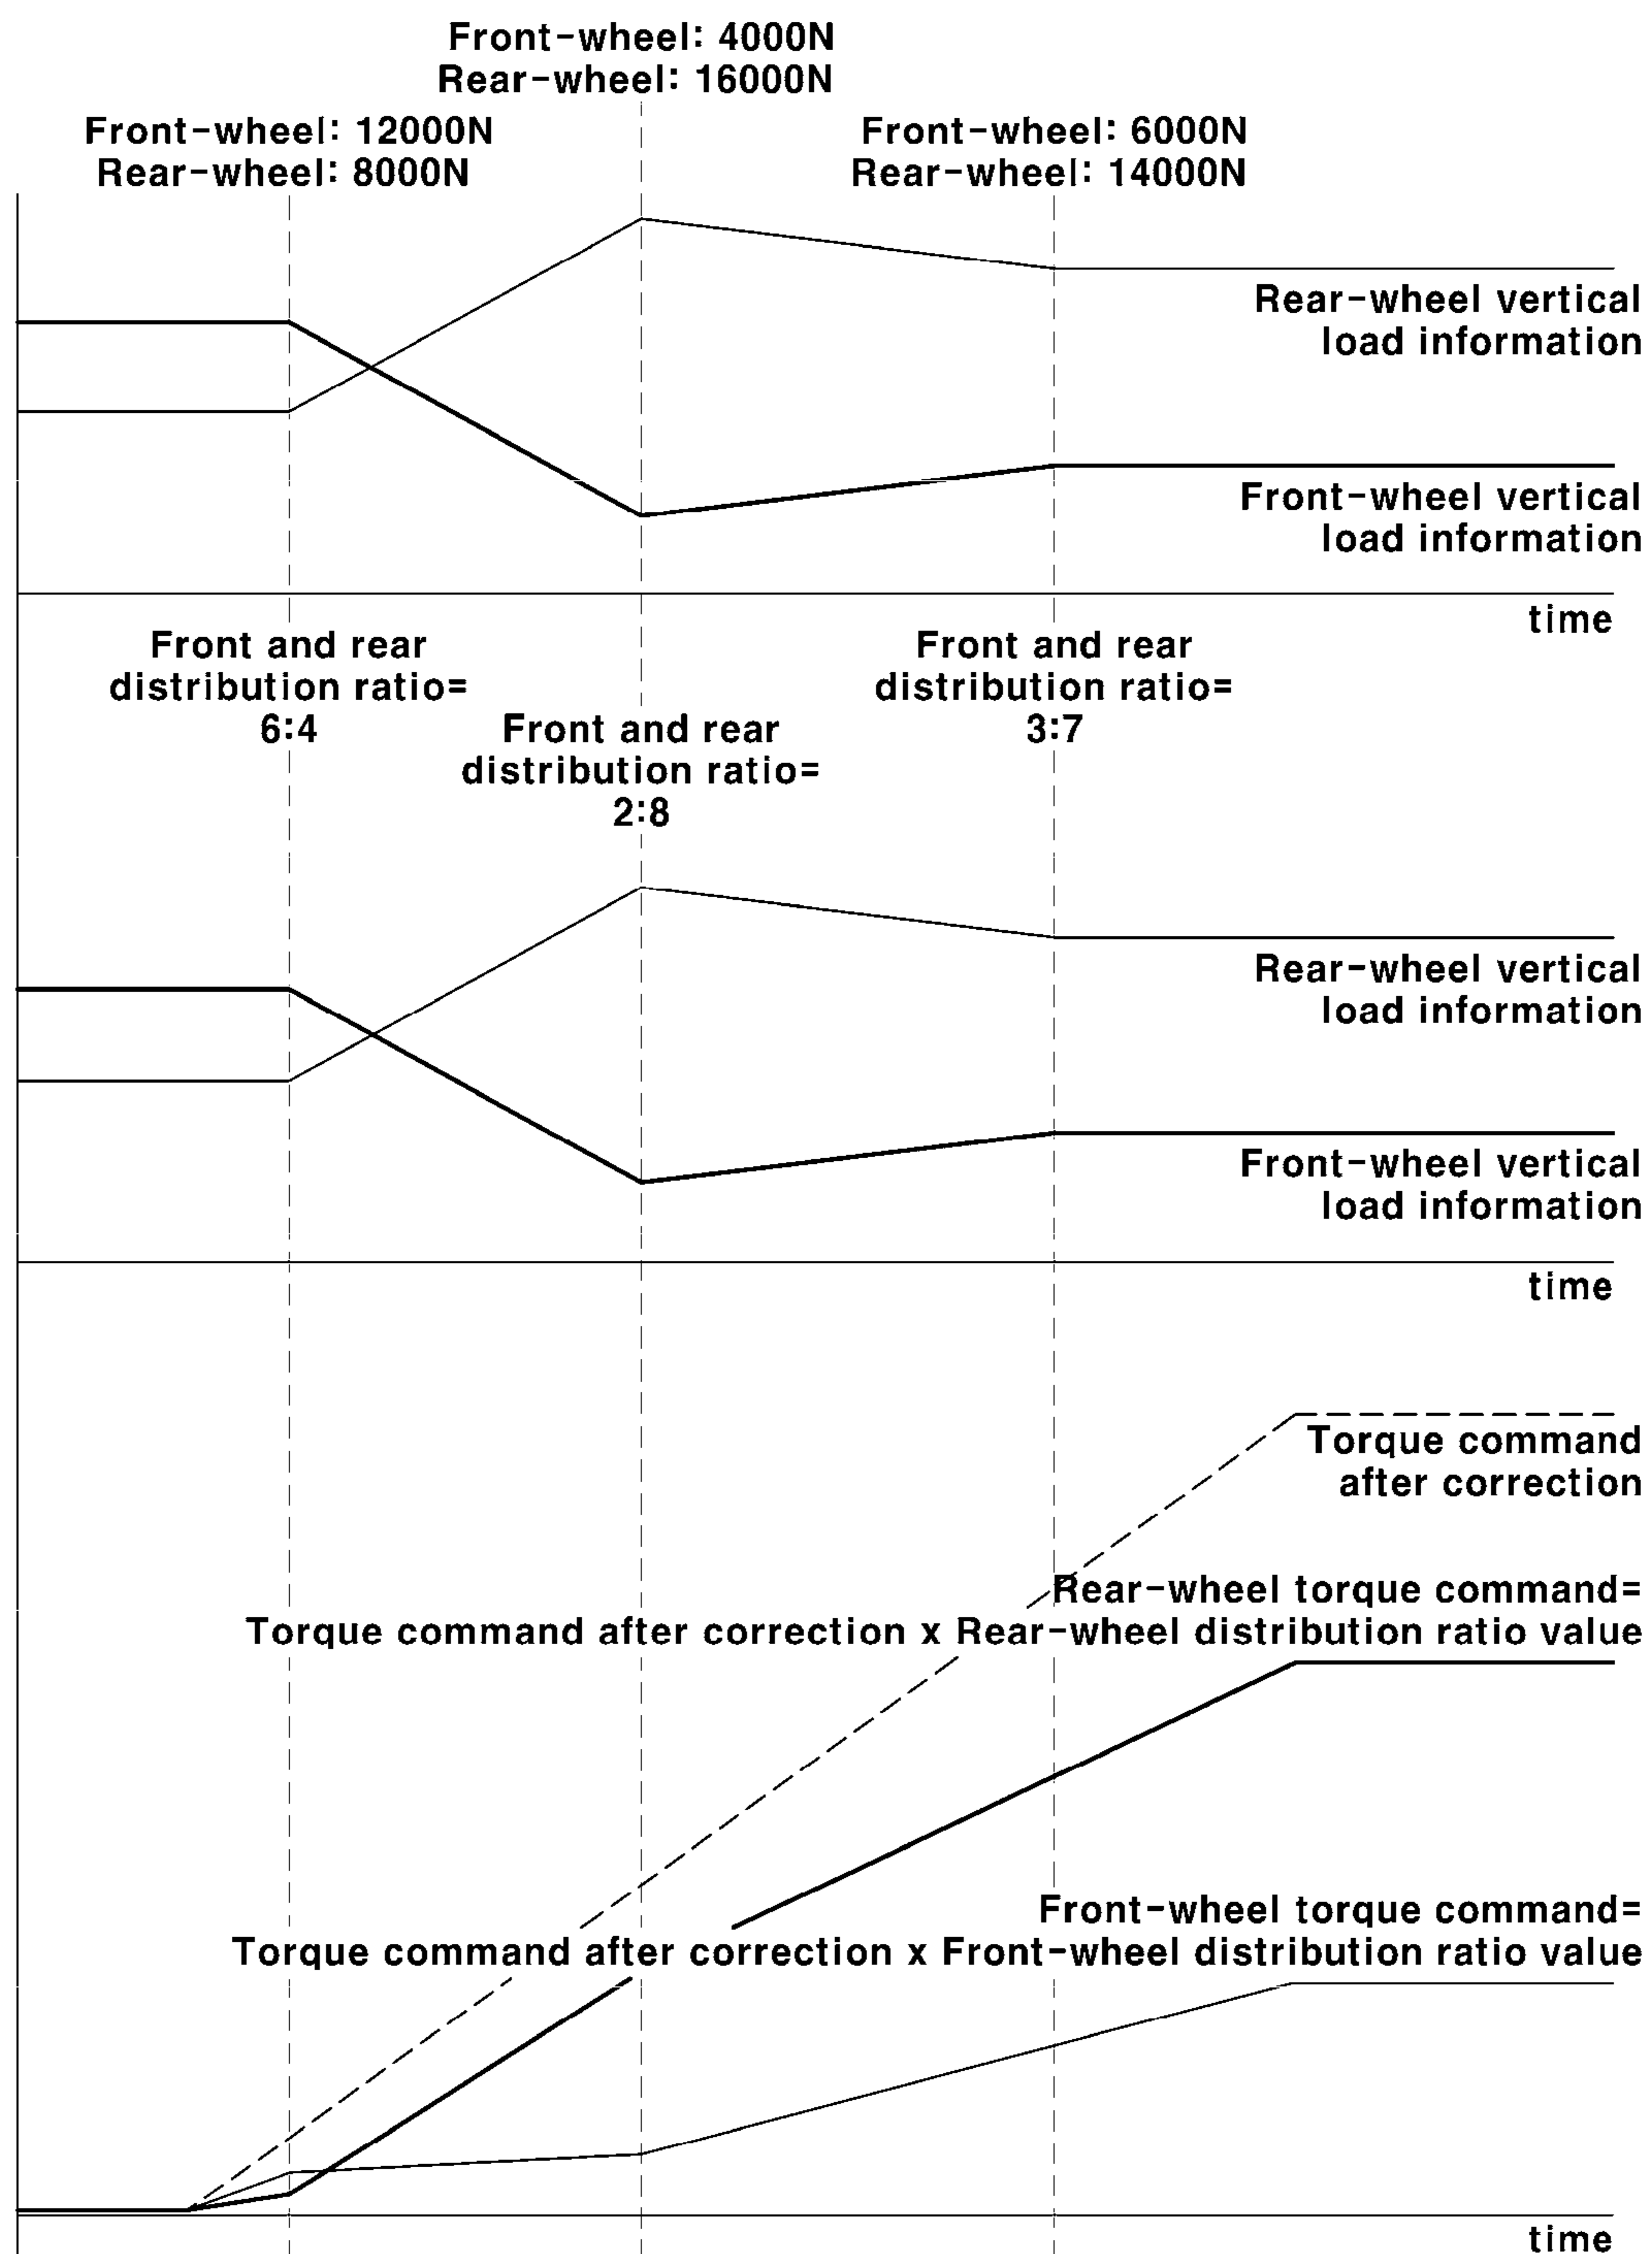 Front-wheel: 4000N
Rear-wheel: 16000N
Front-wheel: 12000N
Rear-wheel: 8000N
Front-wheel: 6000N
Rear-wheel: 14000N
Rear-wheel vertical
load information
Front-wheel vertical
load information
time
Front and rear
distribution ratio=
6:4
Front and rear
distribution ratio=
2:8
Front and rear
distribution ratio=
3:7
Rear-wheel vertical
load information
Front-wheel vertical
load information
time
Torque command
after correction
Rear-wheel torque command=
Torque command after correction x Rear-wheel distribution ratio value
Front-wheel torque command=
Torque command after correction x Front-wheel distribution ratio value
time